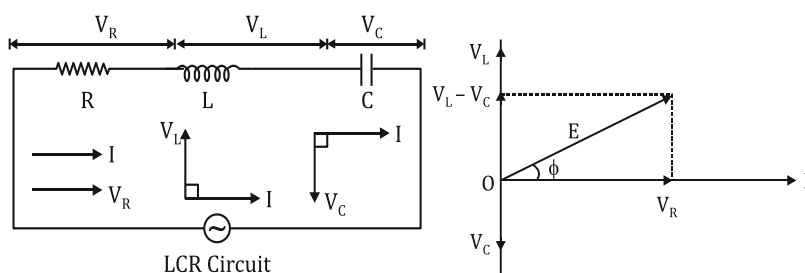 V_R V_L V_C
R L C
I
V_R
V_L
I
I
V_C
~
LCR Circuit
V_L
V_L – V_C
E
ϕ
O
V_R
V_C